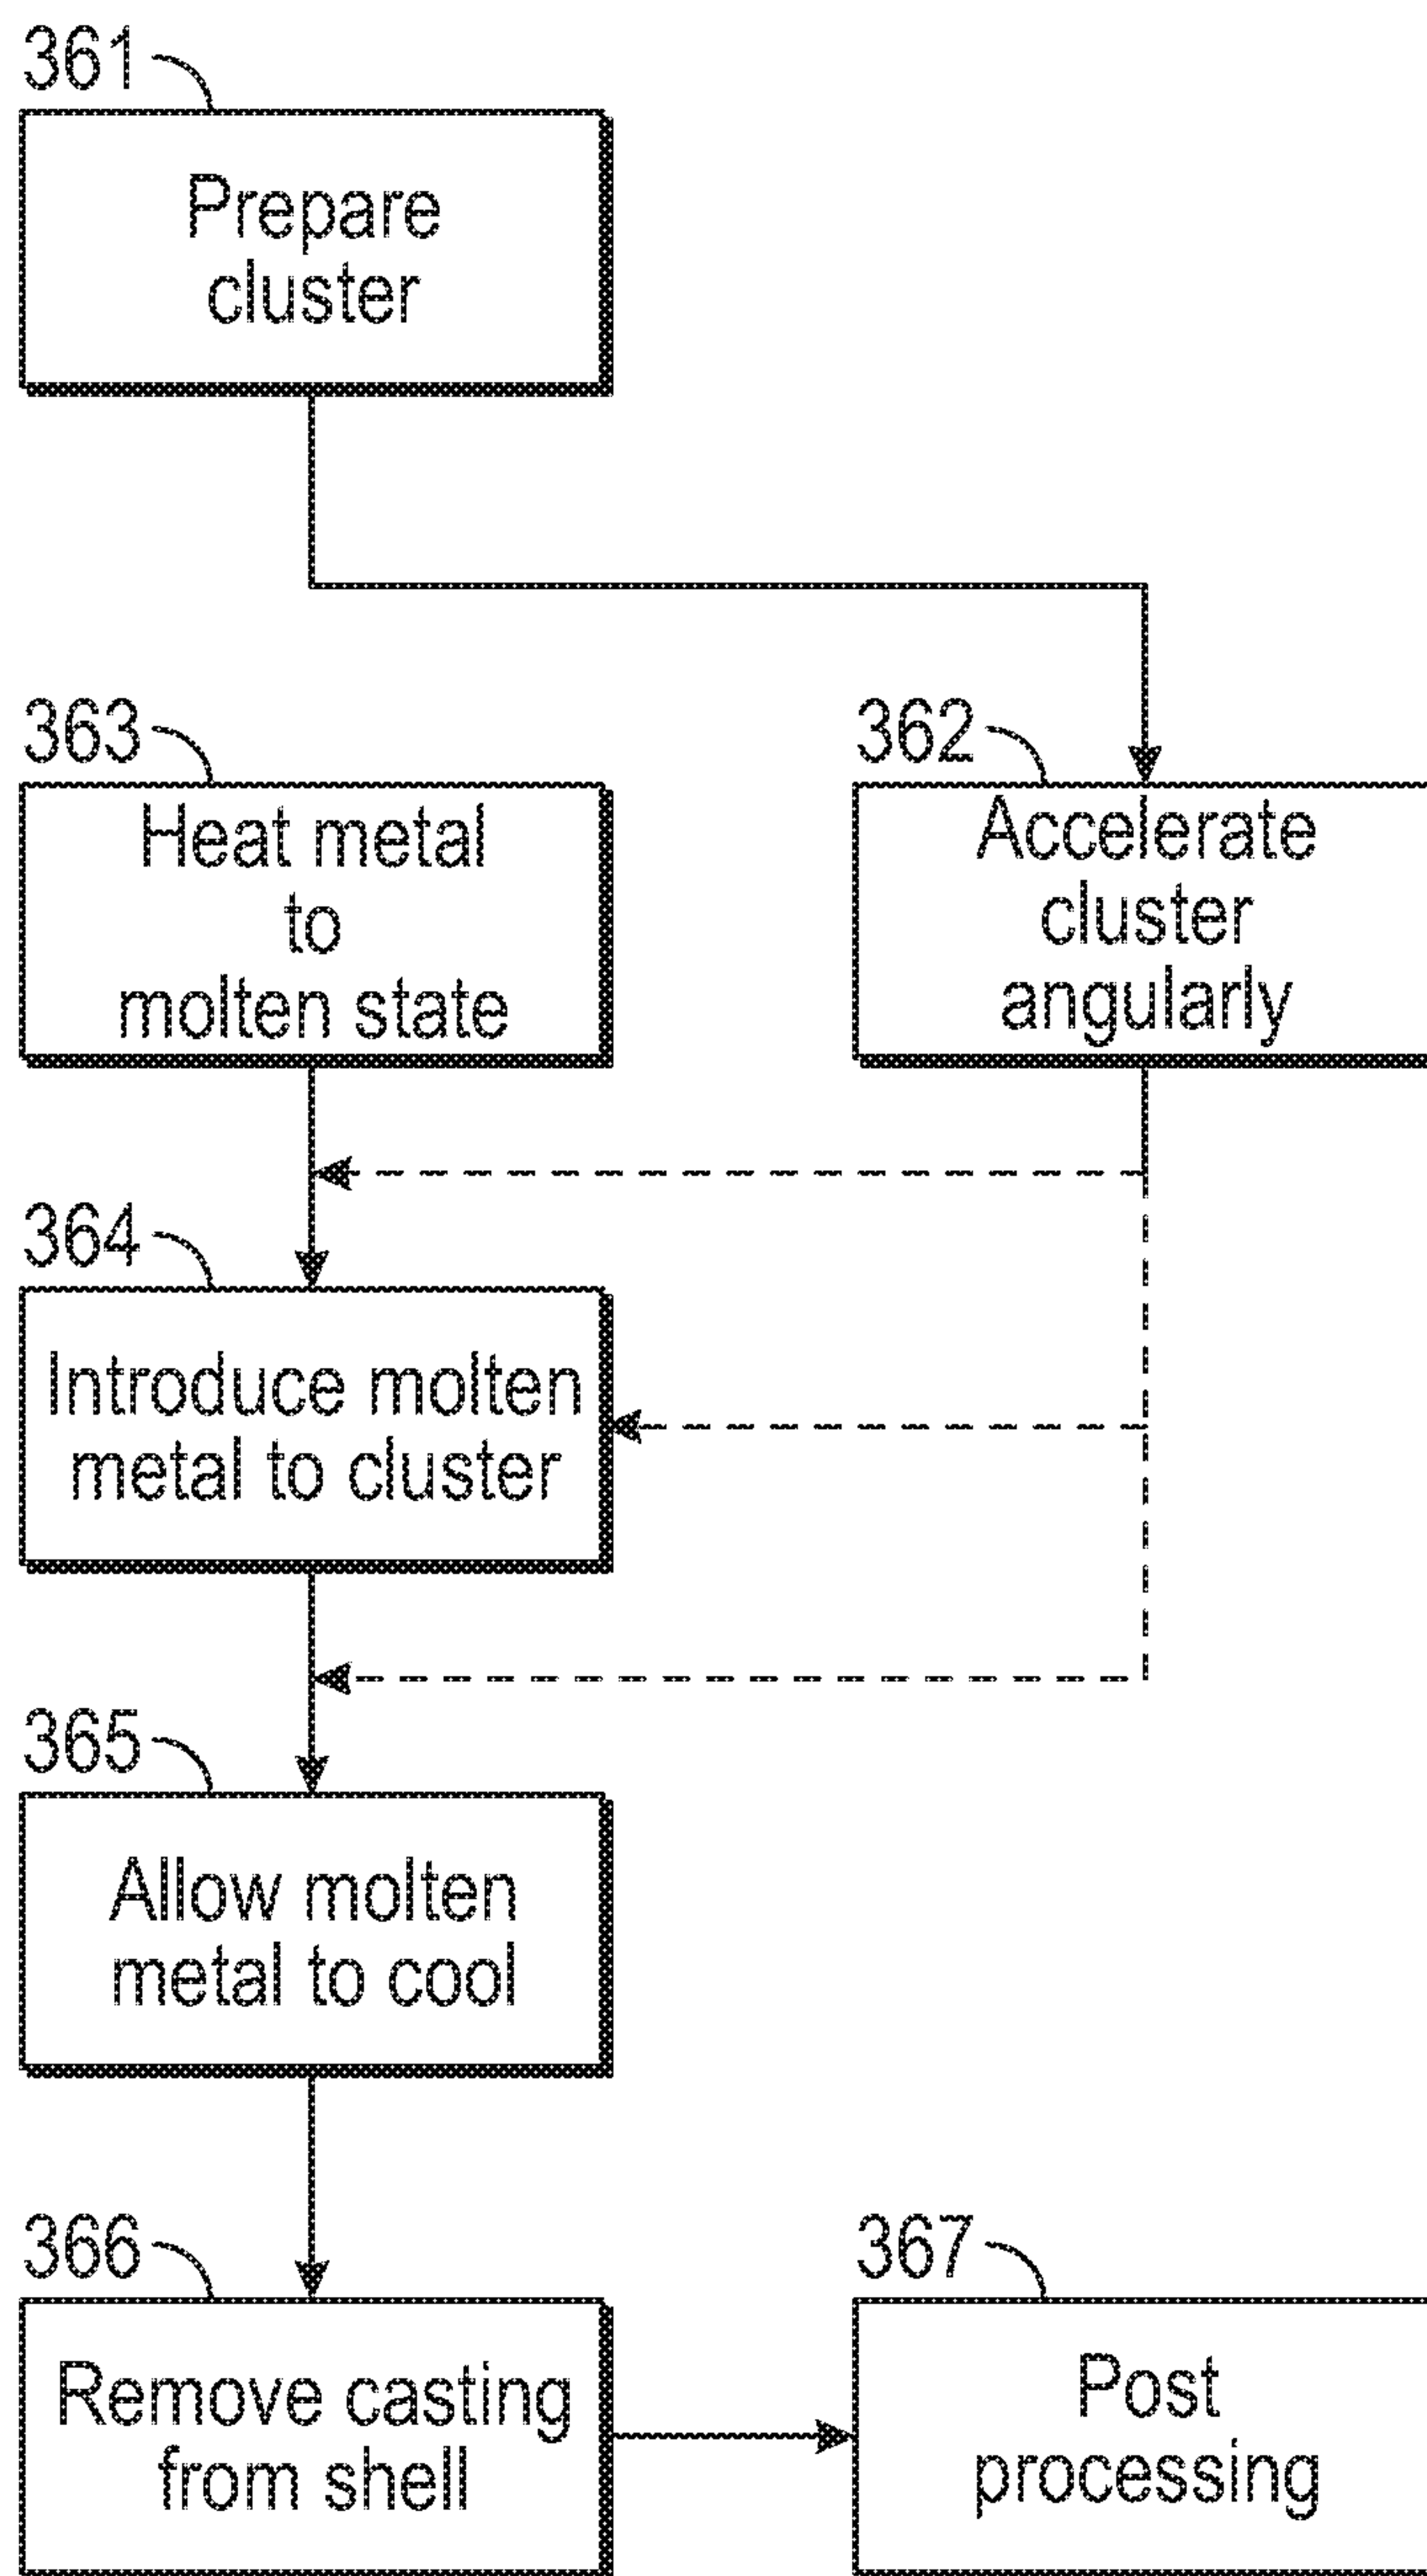 361
Prepare
cluster
363
Heat metal
to
molten state
362
Accelerate
cluster
angularly
364
Introduce molten
metal to cluster
365
Allow molten
metal to cool
366
Remove casting
from shell
367
Post
processing